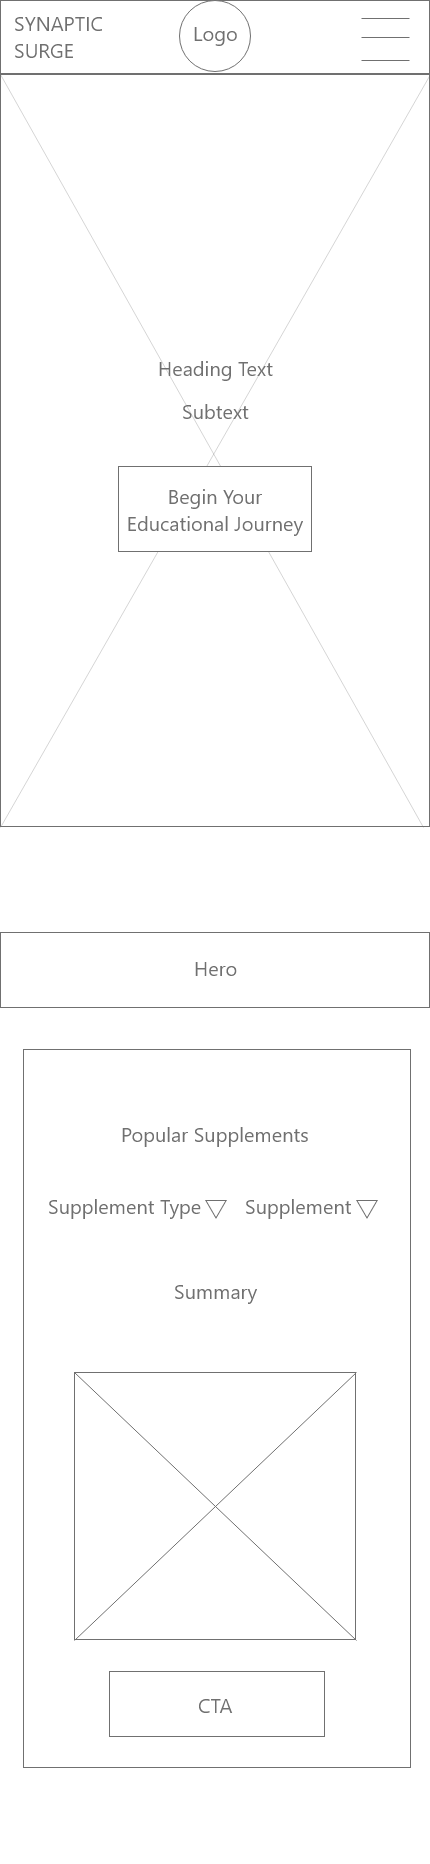 SYNAPTIC
SURGE
Logo
Heading Text
Subtext
Begin Your
Educational Journey
Hero
Popular Supplements
Supplement Type
Supplement
Summary
CTA